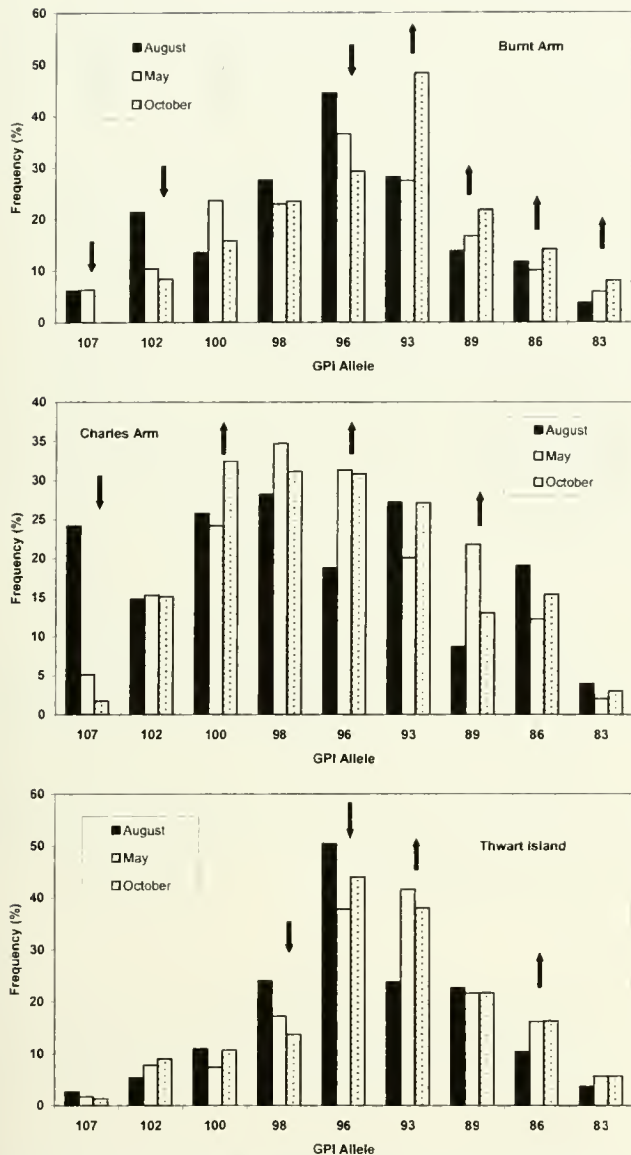 60
50
40
30
20
10
0
Frequency (%)
August
May
October
Burnt Arm
107 102 100 98 96 93 89 86 83
GPI Allele
40
35
30
25
20
15
10
5
0
Frequency (%)
Charles Arm
August
May
October
107 102 100 98 96 93 89 86 83
GPI Allele
60
50
40
30
20
10
0
Frequency (%)
August
May
October
Thwart island
107 102 100 98 96 93 89 86 83
GPI Allele